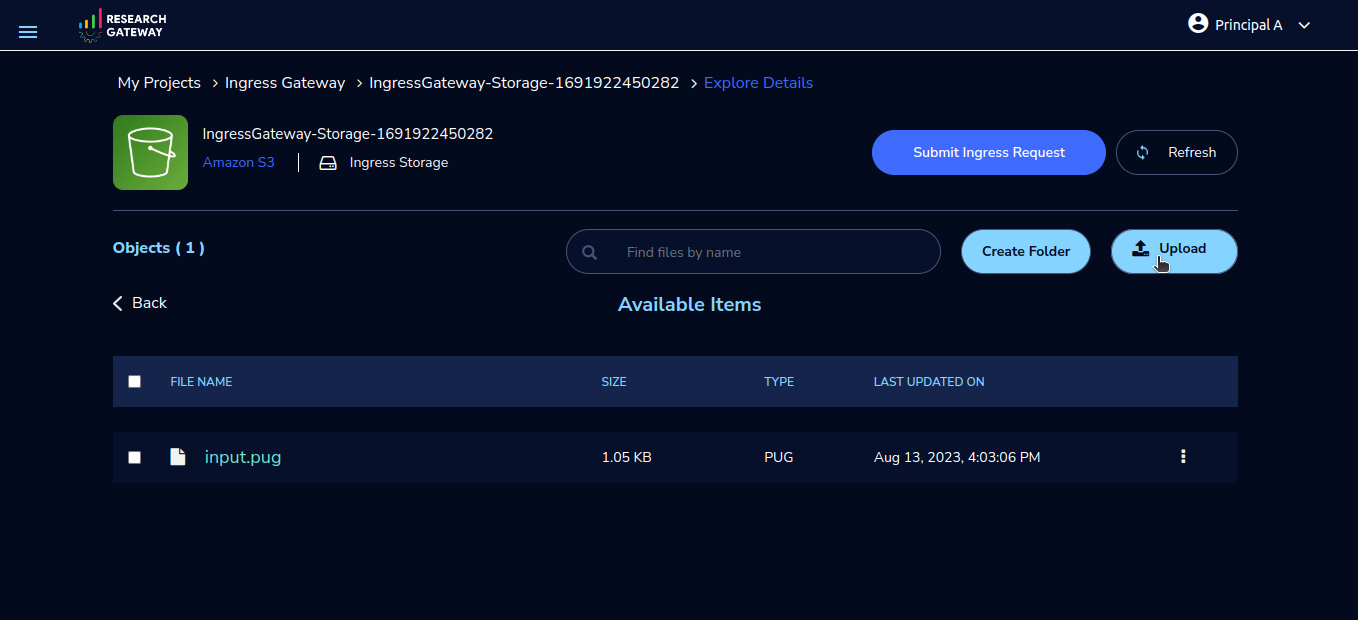 RESEARCH
GATEWAY
Principal A
My Projects > Ingress Gateway > IngressGateway-Storage-1691922450282 > Explore Details
IngressGateway-Storage-1691922450282
Amazon S3 | Ingress Storage
Submit Ingress Request
Refresh
Objects ( 1 )
Find files by name
Create Folder
Upload
Back
Available Items
FILE NAME SIZE TYPE LAST UPDATED ON
input.pug 1.05 KB PUG Aug 13, 2023, 4:03:06 PM